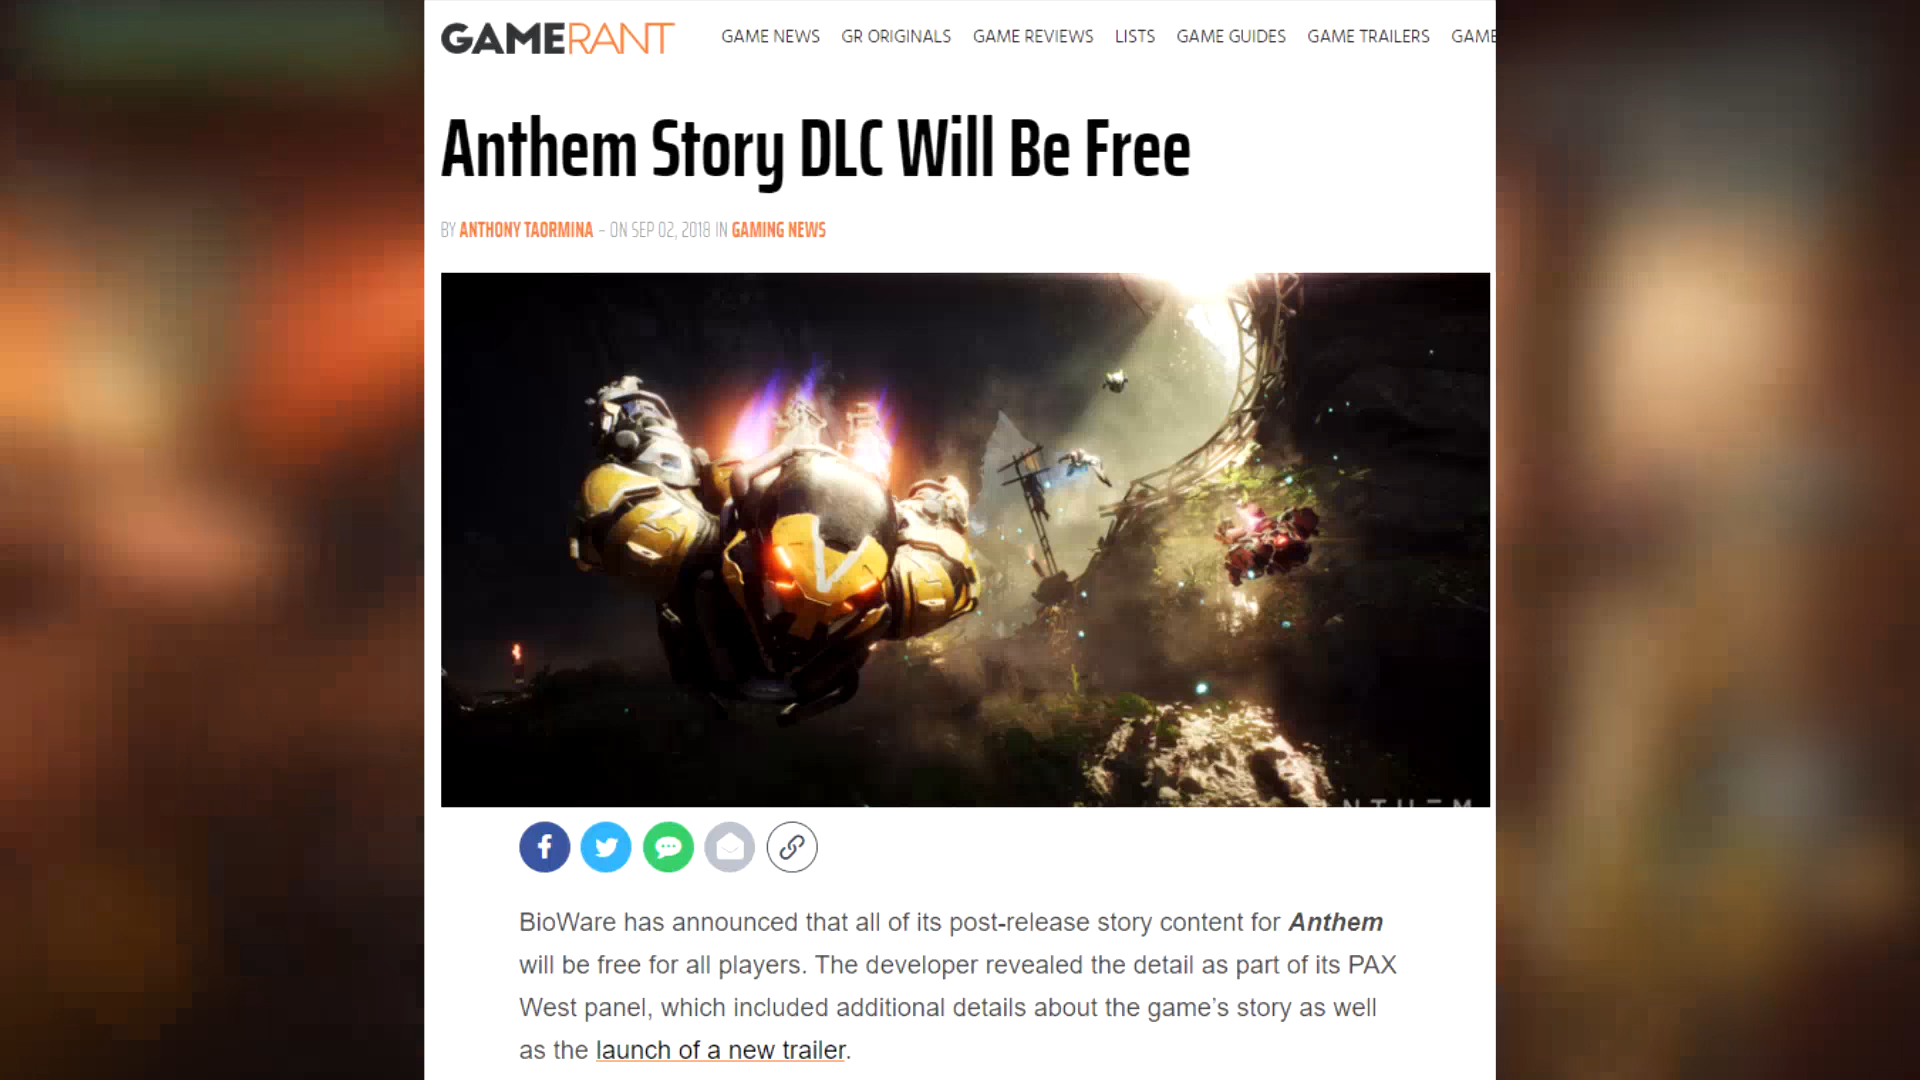 GAMERANT
GAME NEWS GR ORIGINALS GAME REVIEWS LISTS GAME GUIDES GAME TRAILERS GAME
Anthem Story DLC Will Be Free
BY ANTHONY TAORMINA – ON SEP 02, 2018 IN GAMING NEWS
BioWare has announced that all of its post-release story content for Anthem
will be free for all players. The developer revealed the detail as part of its PAX
West panel, which included additional details about the game’s story as well
as the launch of a new trailer.